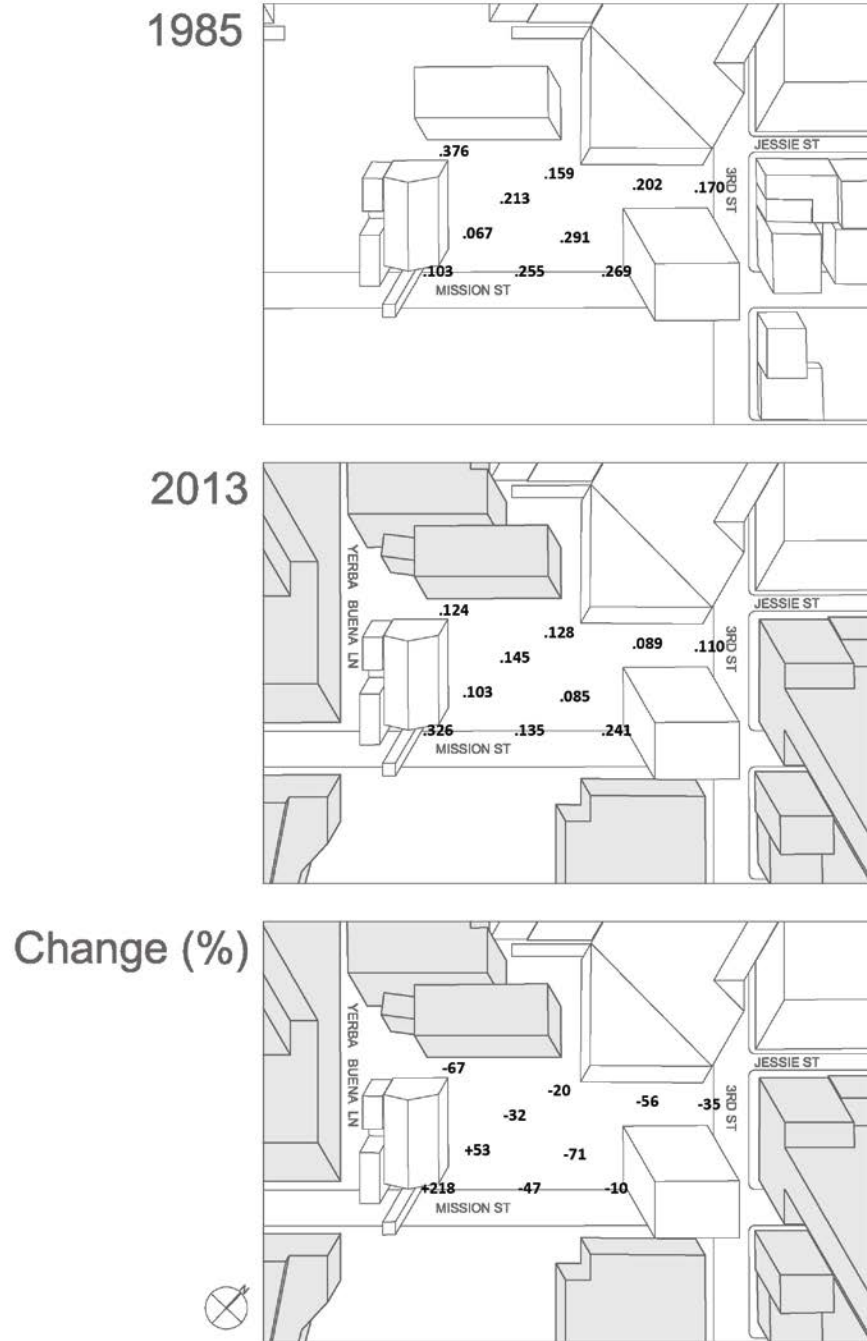 1985
JESSIE ST
.376
.159
.202
.170
3RD ST
.213
.067
.291
.103
.255
.269
MISSION ST
2013
YERBA BUENA LN
JESSIE ST
.124
.128
.089
.110
3RD ST
.145
.103
.085
.326
.135
.241
MISSION ST
Change (%)
YERBA BUENA LN
JESSIE ST
-67
-20
-56
-35
3RD ST
-32
+53
-71
+218
-47
-10
MISSION ST
N